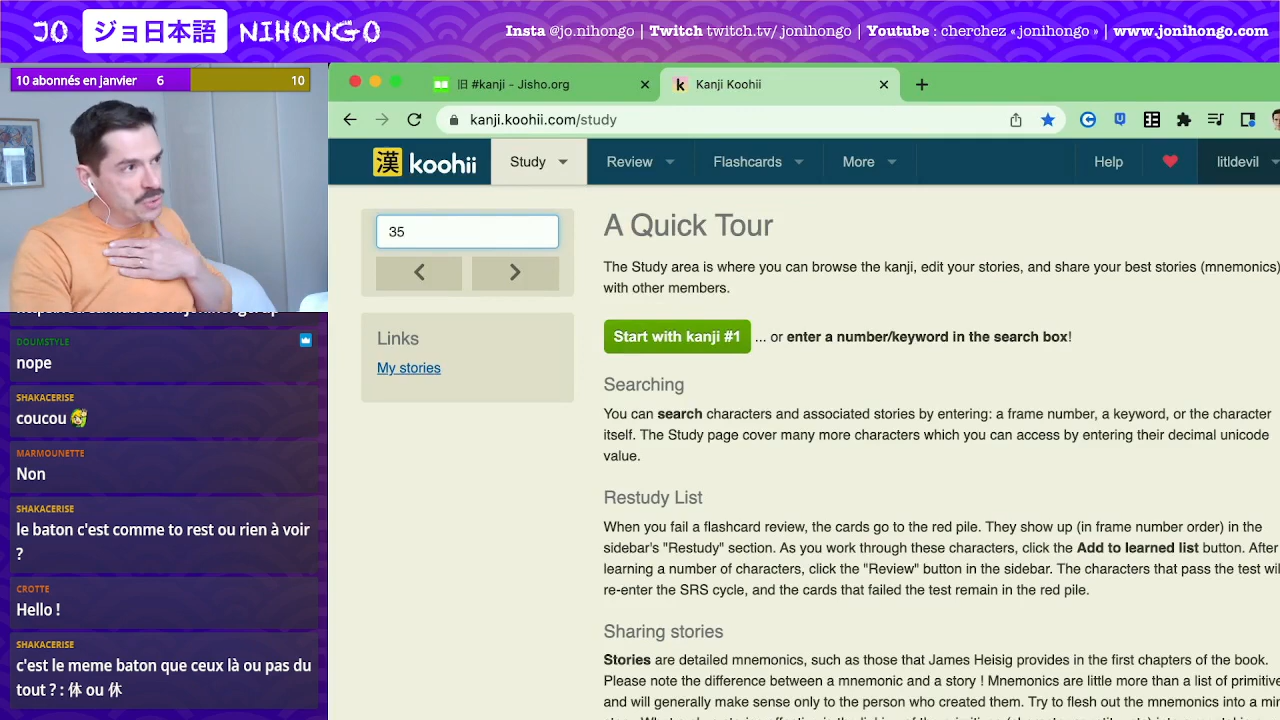 JO ジョ日本語 NIHONGO
Insta @jo.nihongo | Twitch twitch.tv/ jonihongo | Youtube : cherchez « jonihongo » | www.jonihongo.com
10 abonnés en janvier 6 10
旧 #kanji - Jisho.org
Kanji Koohii
kanji.koohii.com/study
漢 koohii Study Review Flashcards More Help litldevil
35
Links
My stories
A Quick Tour
The Study area is where you can browse the kanji, edit your stories, and share your best stories (mnemonics)
with other members.
Start with kanji #1 ... or enter a number/keyword in the search box!
Searching
You can search characters and associated stories by entering: a frame number, a keyword, or the character
itself. The Study page cover many more characters which you can access by entering their decimal unicode
value.
Restudy List
When you fail a flashcard review, the cards go to the red pile. They show up (in frame number order) in the
sidebar's "Restudy" section. As you work through these characters, click the Add to learned list button. After
learning a number of characters, click the "Review" button in the sidebar. The characters that pass the test wil
re-enter the SRS cycle, and the cards that failed the test remain in the red pile.
Sharing stories
Stories are detailed mnemonics, such as those that James Heisig provides in the first chapters of the book.
Please note the difference between a mnemonic and a story ! Mnemonics are little more than a list of primitive
and will generally make sense only to the person who created them. Try to flesh out the mnemonics into a min
DOUMSTYLE
nope
SHAKACERISE
coucou
MARMOUNETTE
Non
SHAKACERISE
le baton c'est comme to rest ou rien à voir
?
CROTTE
Hello !
SHAKACERISE
c'est le meme baton que ceux là ou pas du
tout ? : 体 ou 休